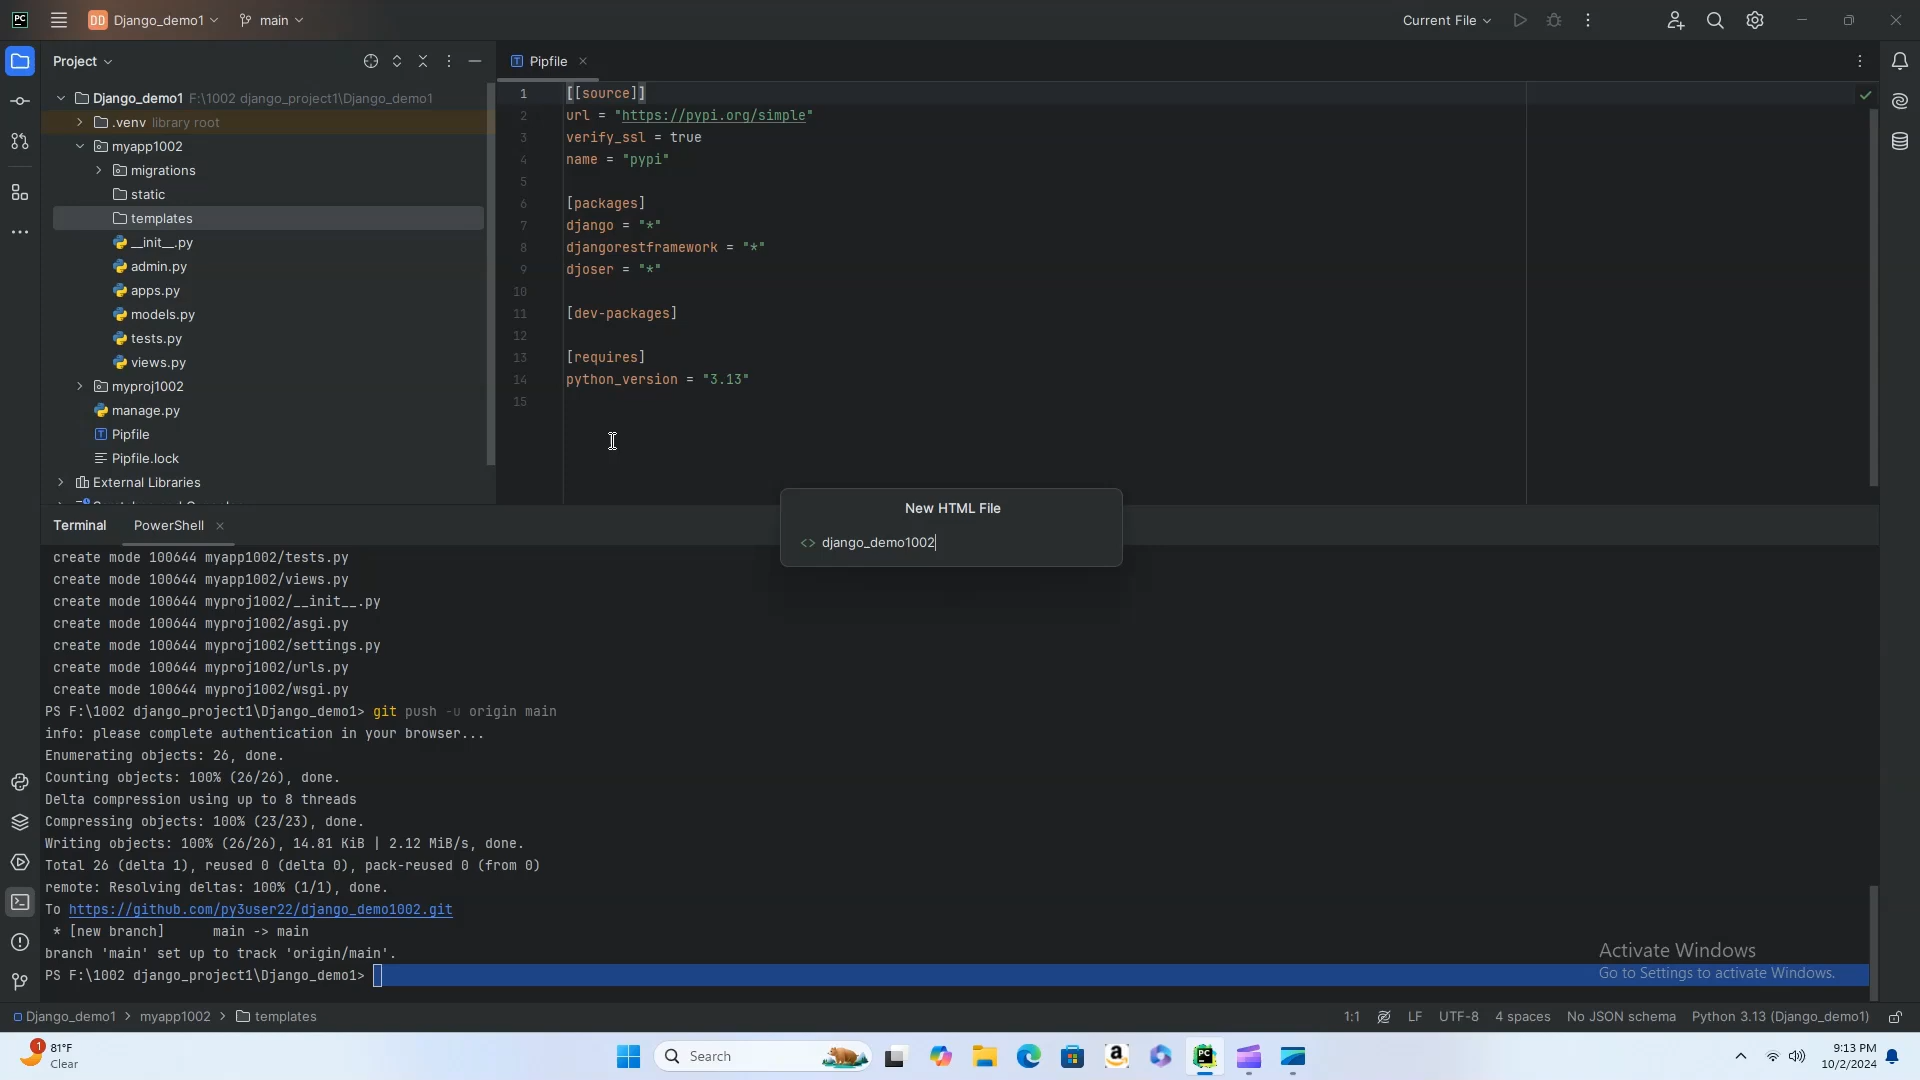 PC
DD Django_demo1
main
Current File
Project
Django_demo1 F:\1002 django_project1\Django_demo1
.venv library root
myapp1002
migrations
static
templates
__init__.py
admin.py
apps.py
models.py
tests.py
views.py
myproj1002
manage.py
Pipfile
Pipfile.lock
External Libraries
Pipfile
1 [[source]]
2 url = "https://pypi.org/simple"
3 verify_ssl = true
4 name = "pypi"
5
6 [packages]
7 django = "*"
8 djangorestframework = "*"
9 djoser = "*"
10
11 [dev-packages]
12
13 [requires]
14 python_version = "3.13"
15
New HTML File
<> django_demo1002
Terminal PowerShell
create mode 100644 myapp1002/tests.py
create mode 100644 myapp1002/views.py
create mode 100644 myproj1002/__init__.py
create mode 100644 myproj1002/asgi.py
create mode 100644 myproj1002/settings.py
create mode 100644 myproj1002/urls.py
create mode 100644 myproj1002/wsgi.py
PS F:\1002 django_project1\Django_demo1> git push -u origin main
info: please complete authentication in your browser...
Enumerating objects: 26, done.
Counting objects: 100% (26/26), done.
Delta compression using up to 8 threads
Compressing objects: 100% (23/23), done.
Writing objects: 100% (26/26), 14.81 KiB | 2.12 MiB/s, done.
Total 26 (delta 1), reused 0 (delta 0), pack-reused 0 (from 0)
remote: Resolving deltas: 100% (1/1), done.
To https://github.com/py3user22/django_demo1002.git
* [new branch] main -> main
branch 'main' set up to track 'origin/main'.
PS F:\1002 django_project1\Django_demo1>
Activate Windows
Go to Settings to activate Windows.
Django_demo1 > myapp1002 > templates
1:1 LF UTF-8 4 spaces No JSON schema Python 3.13 (Django_demo1)
1
81°F
Clear
Search
PC
9:13 PM
10/2/2024